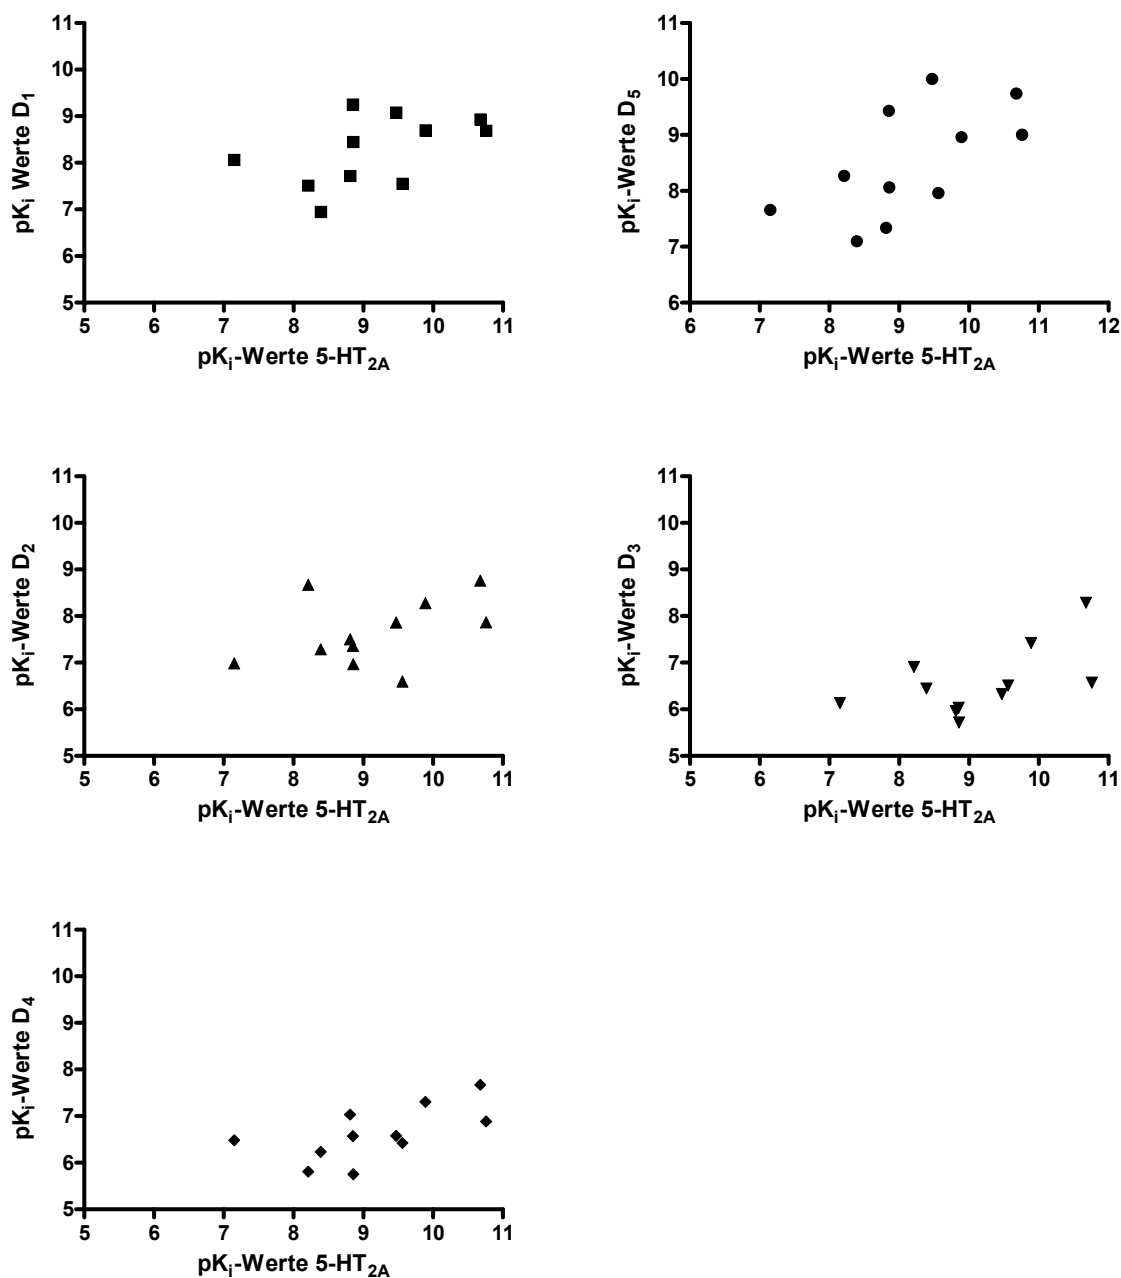 11
10
9
8
7
6
5
pKi Werte D1
5 6 7 8 9 10 11
pKi-Werte 5-HT2A
11
10
9
8
7
6
pKi-Werte D5
6 7 8 9 10 11 12
pKi-Werte 5-HT2A
11
10
9
8
7
6
5
pKi-Werte D2
5 6 7 8 9 10 11
pKi-Werte 5-HT2A
11
10
9
8
7
6
5
pKi-Werte D3
5 6 7 8 9 10 11
pKi-Werte 5-HT2A
11
10
9
8
7
6
5
pKi-Werte D4
5 6 7 8 9 10 11
pKi-Werte 5-HT2A